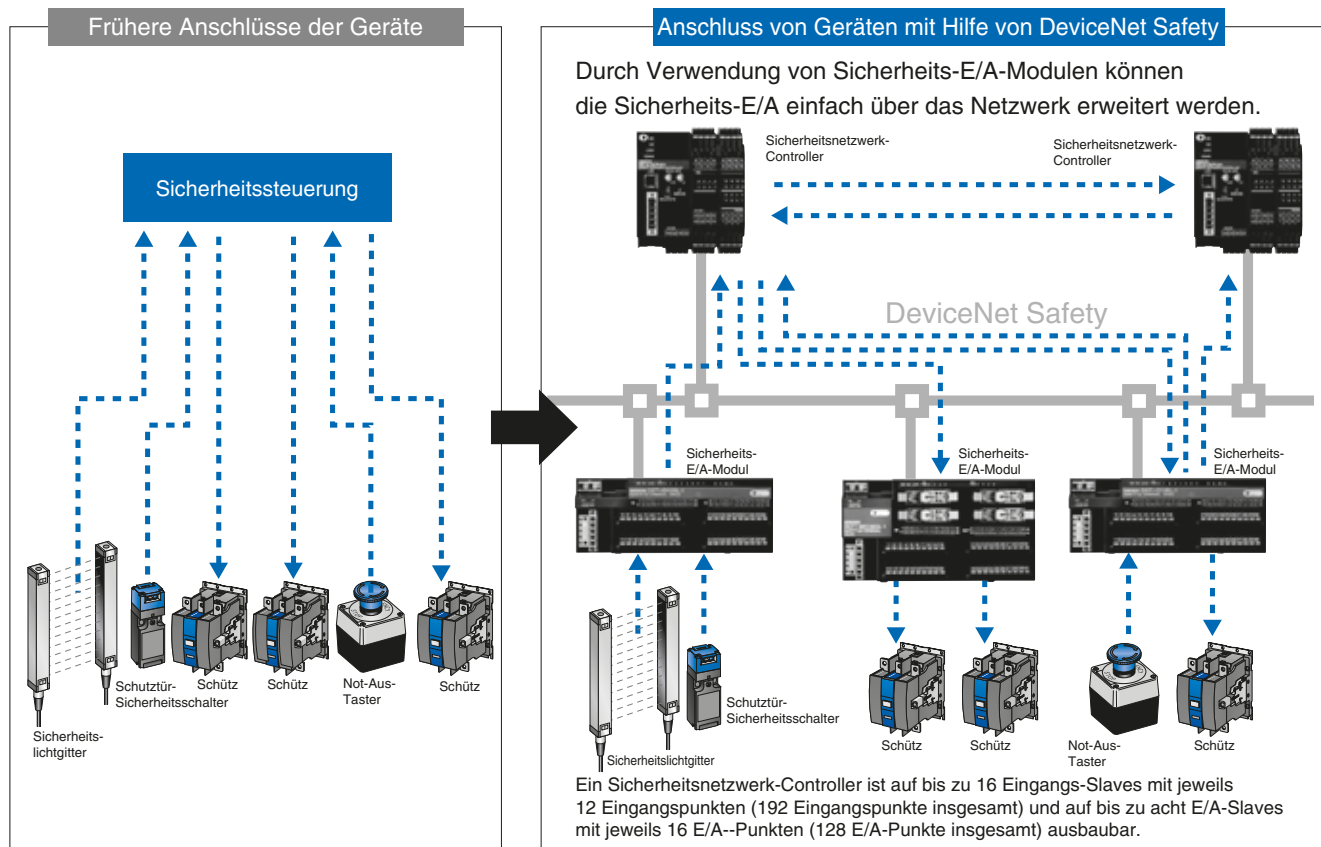 Frühere Anschlüsse der Geräte
Sicherheitssteuerung
Sicherheits-
lichtgitter
Schutztür-
Sicherheitsschalter
Schütz
Schütz
Not-Aus-
Taster
Schütz
Anschluss von Geräten mit Hilfe von DeviceNet Safety
Durch Verwendung von Sicherheits-E/A-Modulen können
die Sicherheits-E/A einfach über das Netzwerk erweitert werden.
Sicherheitsnetzwerk-
Controller
Sicherheitsnetzwerk-
Controller
DeviceNet Safety
Sicherheits-
E/A-Modul
Sicherheits-
E/A-Modul
Sicherheits-
E/A-Modul
Sicherheitslichtgitter
Schutztür-
Sicherheitsschalter
Schütz
Schütz
Not-Aus-
Taster
Schütz
Ein Sicherheitsnetzwerk-Controller ist auf bis zu 16 Eingangs-Slaves mit jeweils
12 Eingangspunkten (192 Eingangspunkte insgesamt) und auf bis zu acht E/A-Slaves
mit jeweils 16 E/A--Punkten (128 E/A-Punkte insgesamt) ausbaubar.